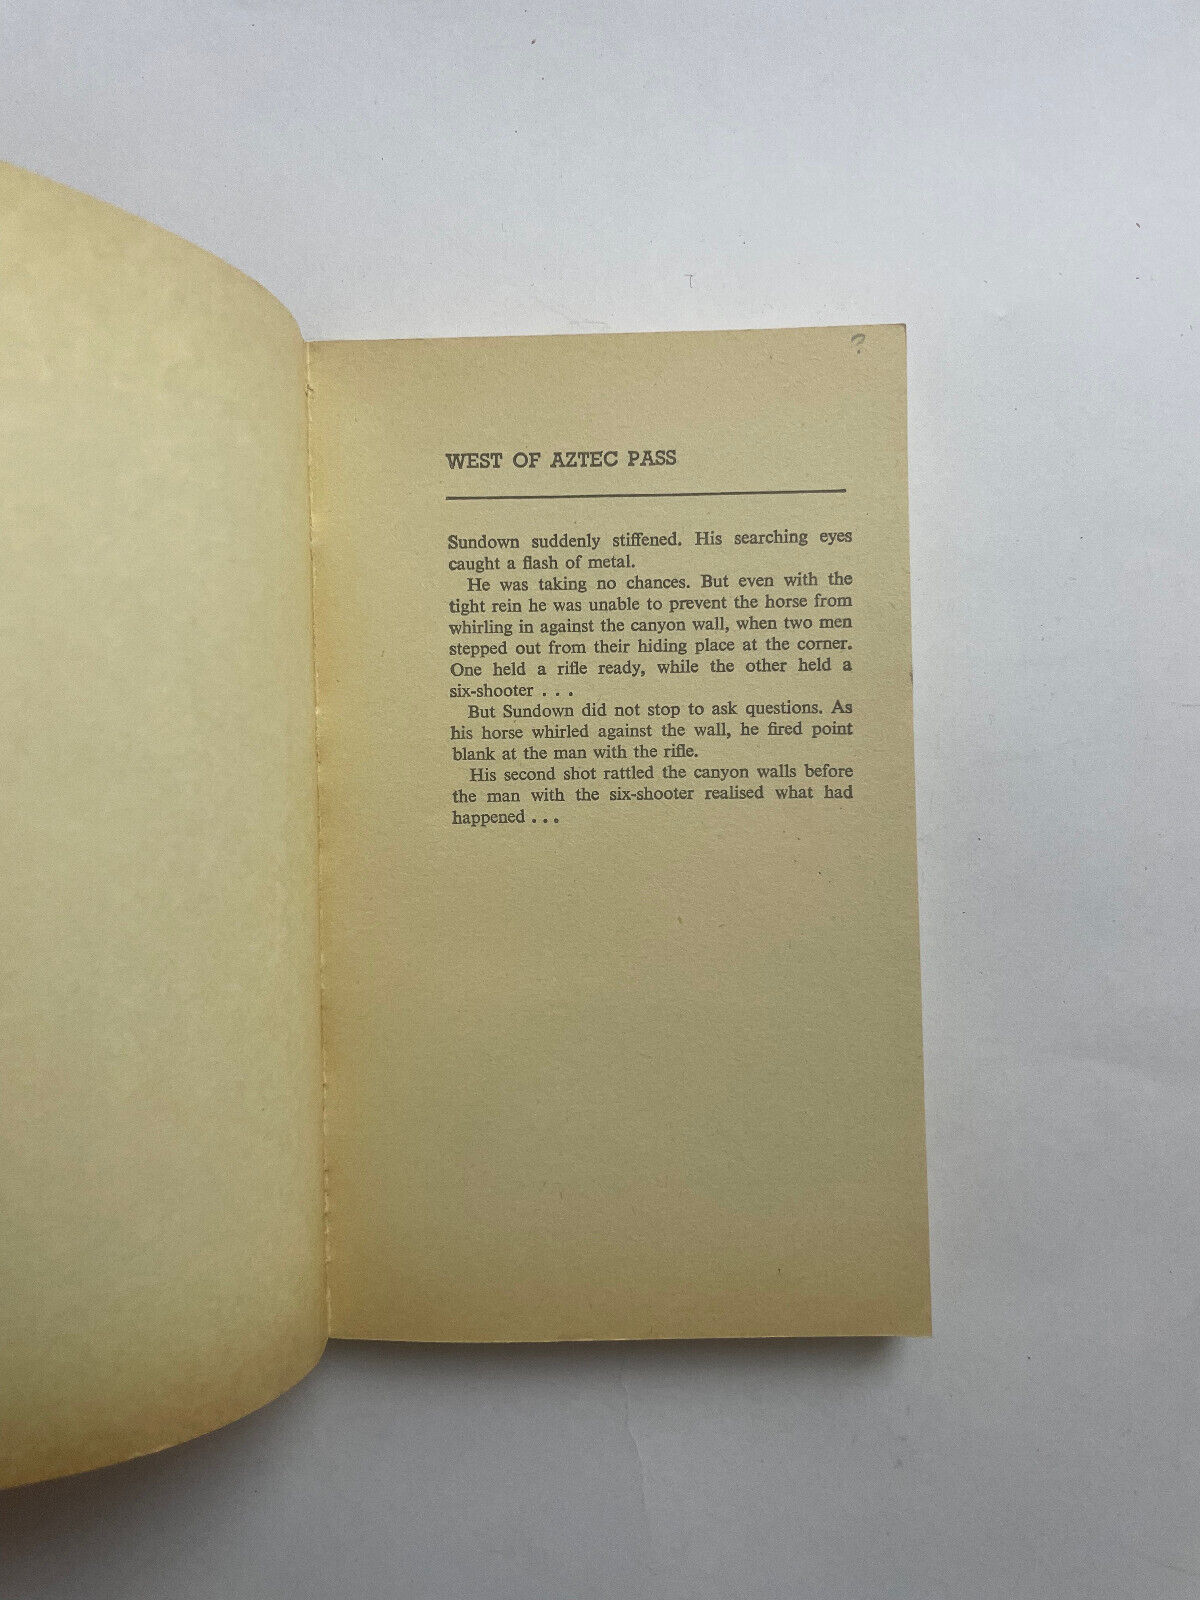 ?
WEST OF AZTEC PASS
Sundown suddenly stiffened. His searching eyes
caught a flash of metal.
He was taking no chances. But even with the
tight rein he was unable to prevent the horse from
whirling in against the canyon wall, when two men
stepped out from their hiding place at the corner.
One held a rifle ready, while the other held a
six-shooter . . .
But Sundown did not stop to ask questions. As
his horse whirled against the wall, he fired point
blank at the man with the rifle.
His second shot rattled the canyon walls before
the man with the six-shooter realised what had
happened . . .